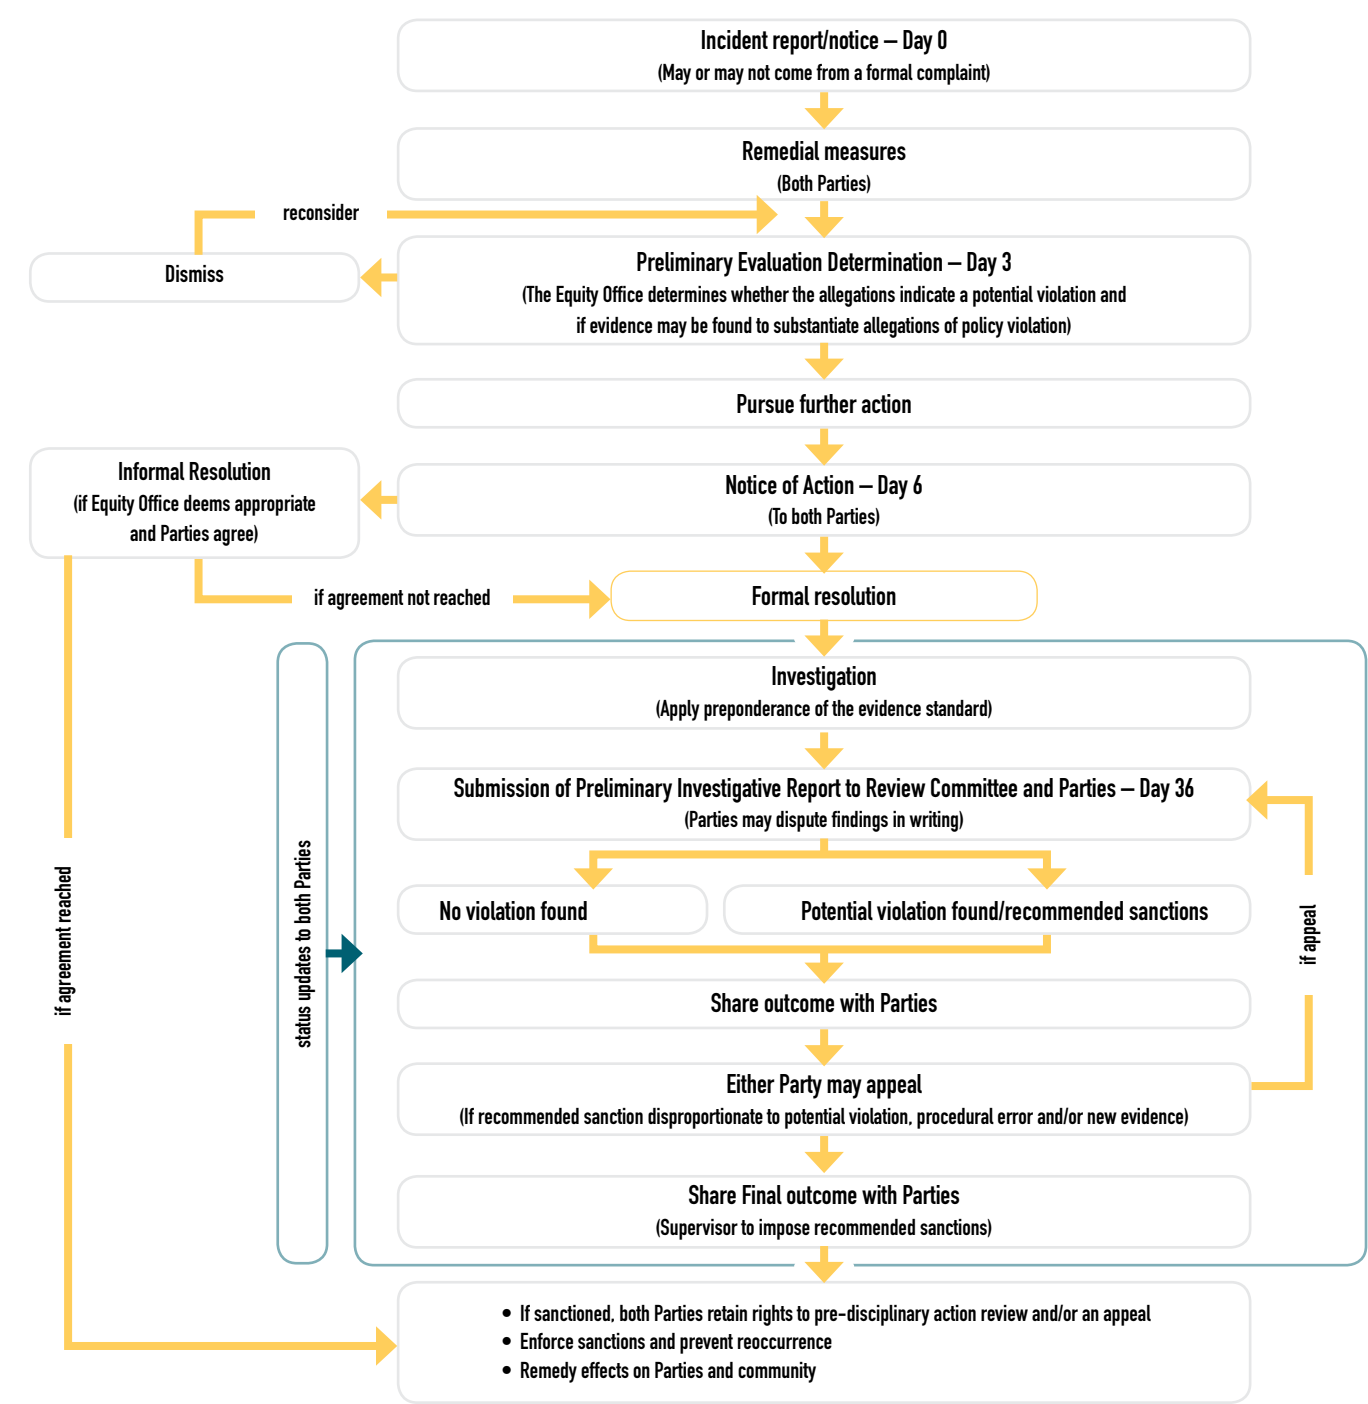 Incident report/notice – Day 0
(May or may not come from a formal complaint)
Remedial measures
(Both Parties)
reconsider
Dismiss
Preliminary Evaluation Determination – Day 3
(The Equity Office determines whether the allegations indicate a potential violation and
if evidence may be found to substantiate allegations of policy violation)
Pursue further action
Informal Resolution
(if Equity Office deems appropriate
and Parties agree)
Notice of Action – Day 6
(To both Parties)
if agreement not reached
Formal resolution
Investigation
(Apply preponderance of the evidence standard)
Submission of Preliminary Investigative Report to Review Committee and Parties – Day 36
(Parties may dispute findings in writing)
if agreement reached
status updates to both Parties
No violation found
Potential violation found/recommended sanctions
if appeal
Share outcome with Parties
Either Party may appeal
(If recommended sanction disproportionate to potential violation, procedural error and/or new evidence)
Share Final outcome with Parties
(Supervisor to impose recommended sanctions)
• If sanctioned, both Parties retain rights to pre-disciplinary action review and/or an appeal
• Enforce sanctions and prevent reoccurrence
• Remedy effects on Parties and community